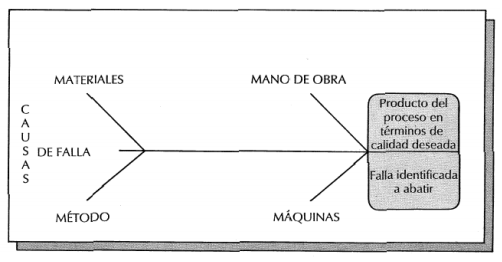 MATERIALES
MANO DE OBRA
CAUSAS
DE FALLA
Producto del
proceso en
términos de
calidad deseada
Falla identificada
a abatir
MÉTODO
MÁQUINAS